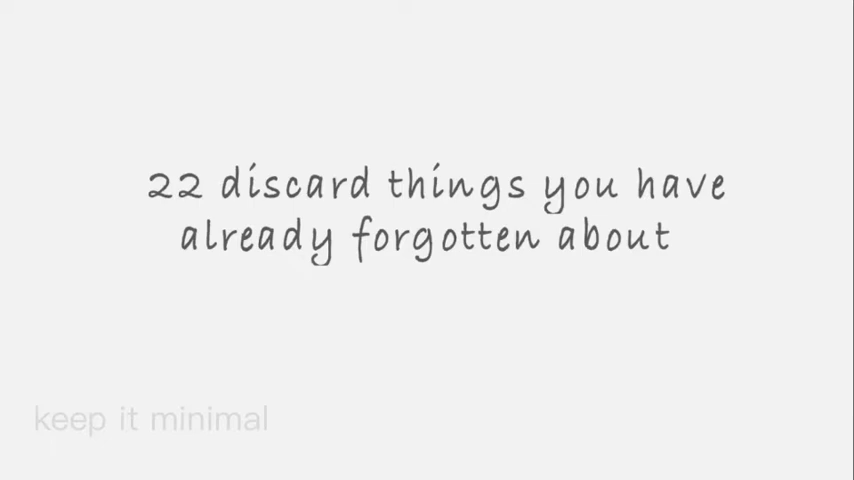 22 discard things you have
already forgotten about
keep it minimal